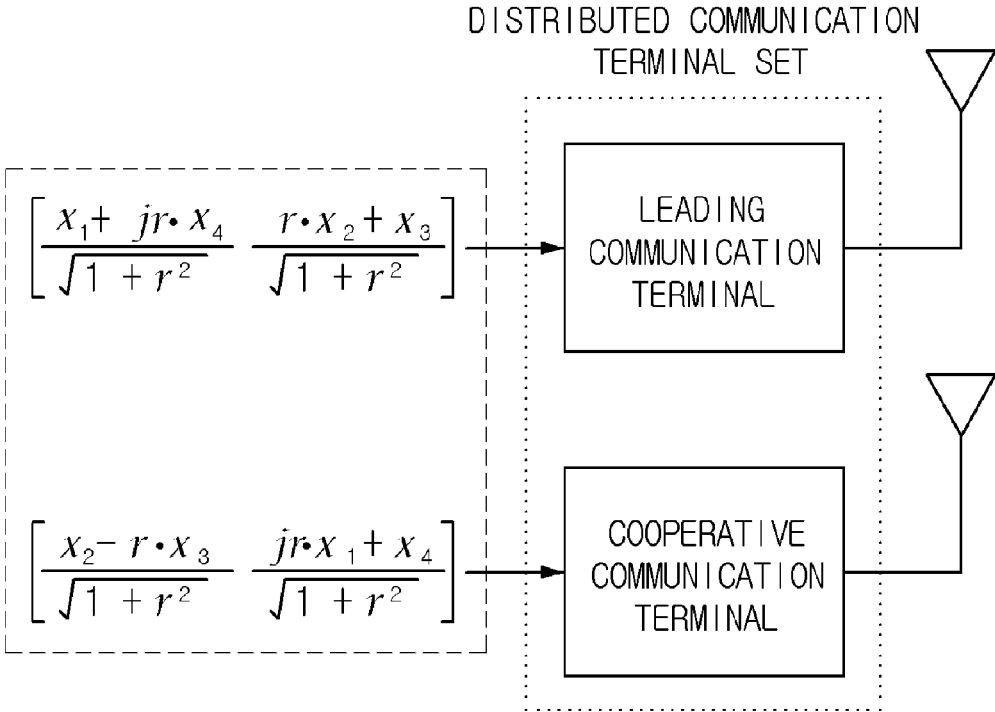 DISTRIBUTED COMMUNICATION
TERMINAL SET
[ (x₁ + jr·x₄)/√(1 + r²)   (r·x₂ + x₃)/√(1 + r²) ]
LEADING
COMMUNICATION
TERMINAL
[ (x₂ − r·x₃)/√(1 + r²)   (jr·x₁ + x₄)/√(1 + r²) ]
COOPERATIVE
COMMUNICATION
TERMINAL